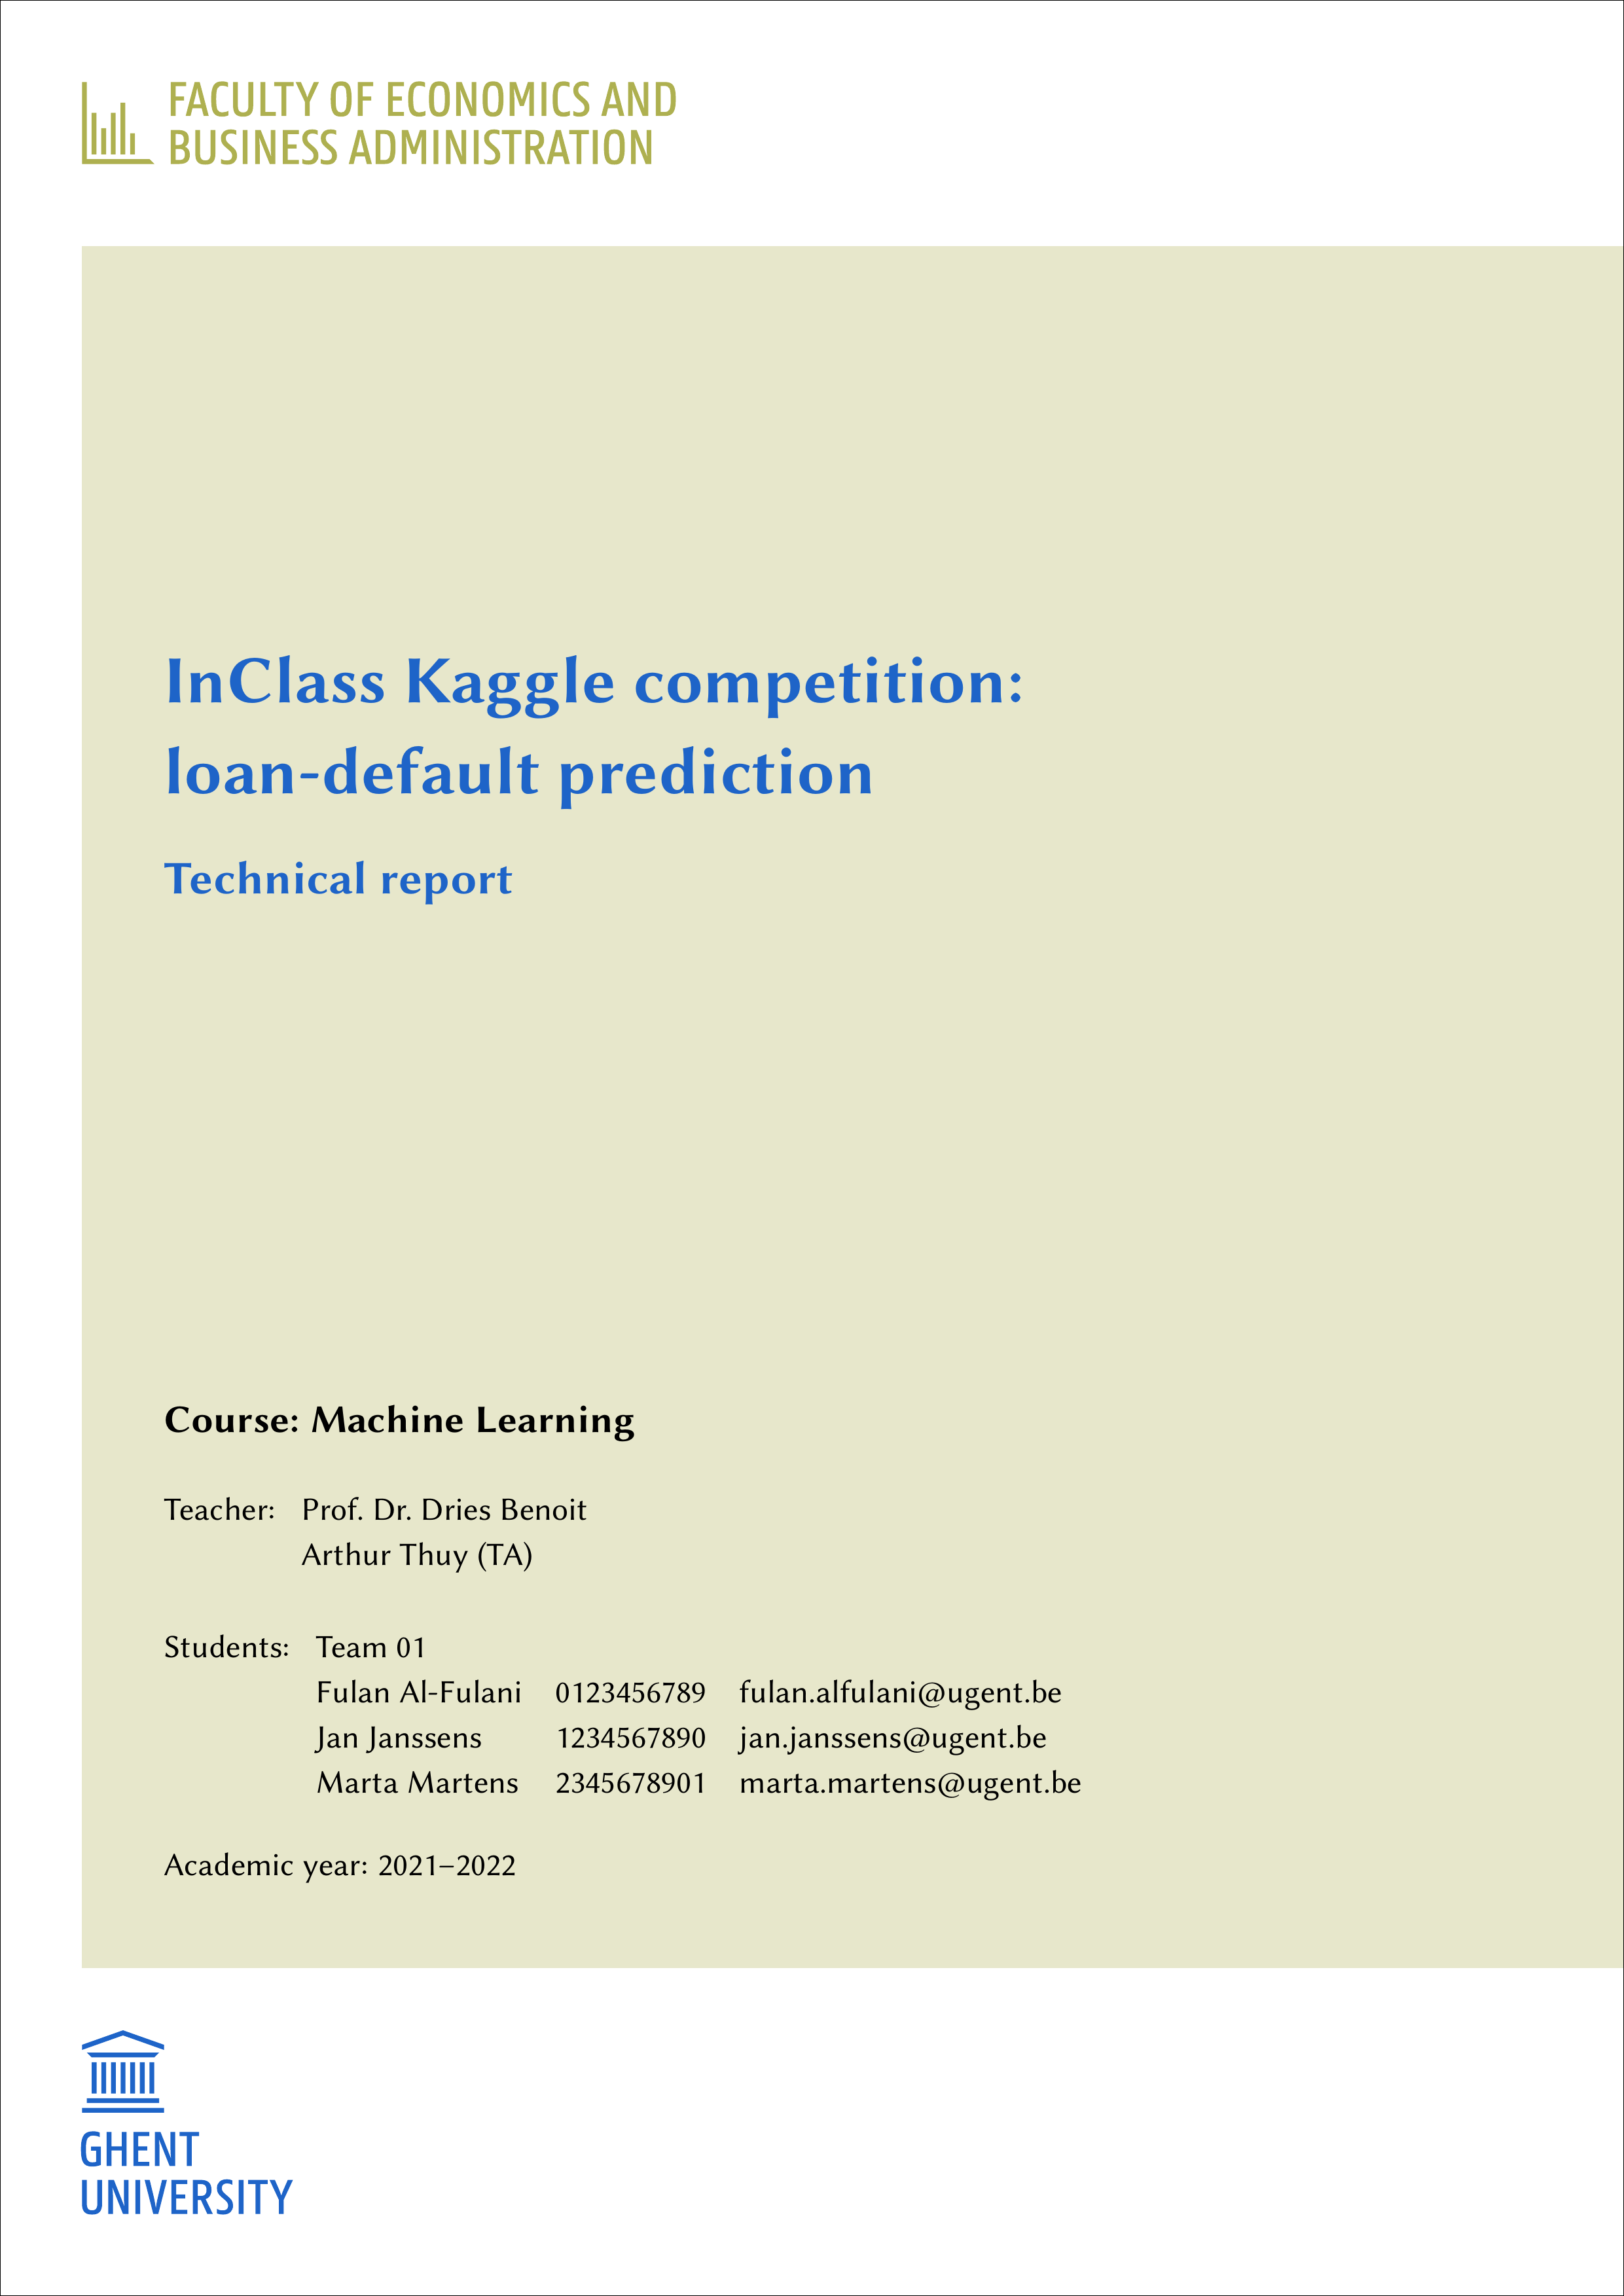 FACULTY OF ECONOMICS AND
BUSINESS ADMINISTRATION
InClass Kaggle competition:
loan-default prediction
Technical report
Course: Machine Learning
Teacher: Prof. Dr. Dries Benoit
Arthur Thuy (TA)
Students: Team 01
Fulan Al-Fulani 0123456789 fulan.alfulani@ugent.be
Jan Janssens 1234567890 jan.janssens@ugent.be
Marta Martens 2345678901 marta.martens@ugent.be
Academic year: 2021–2022
GHENT
UNIVERSITY